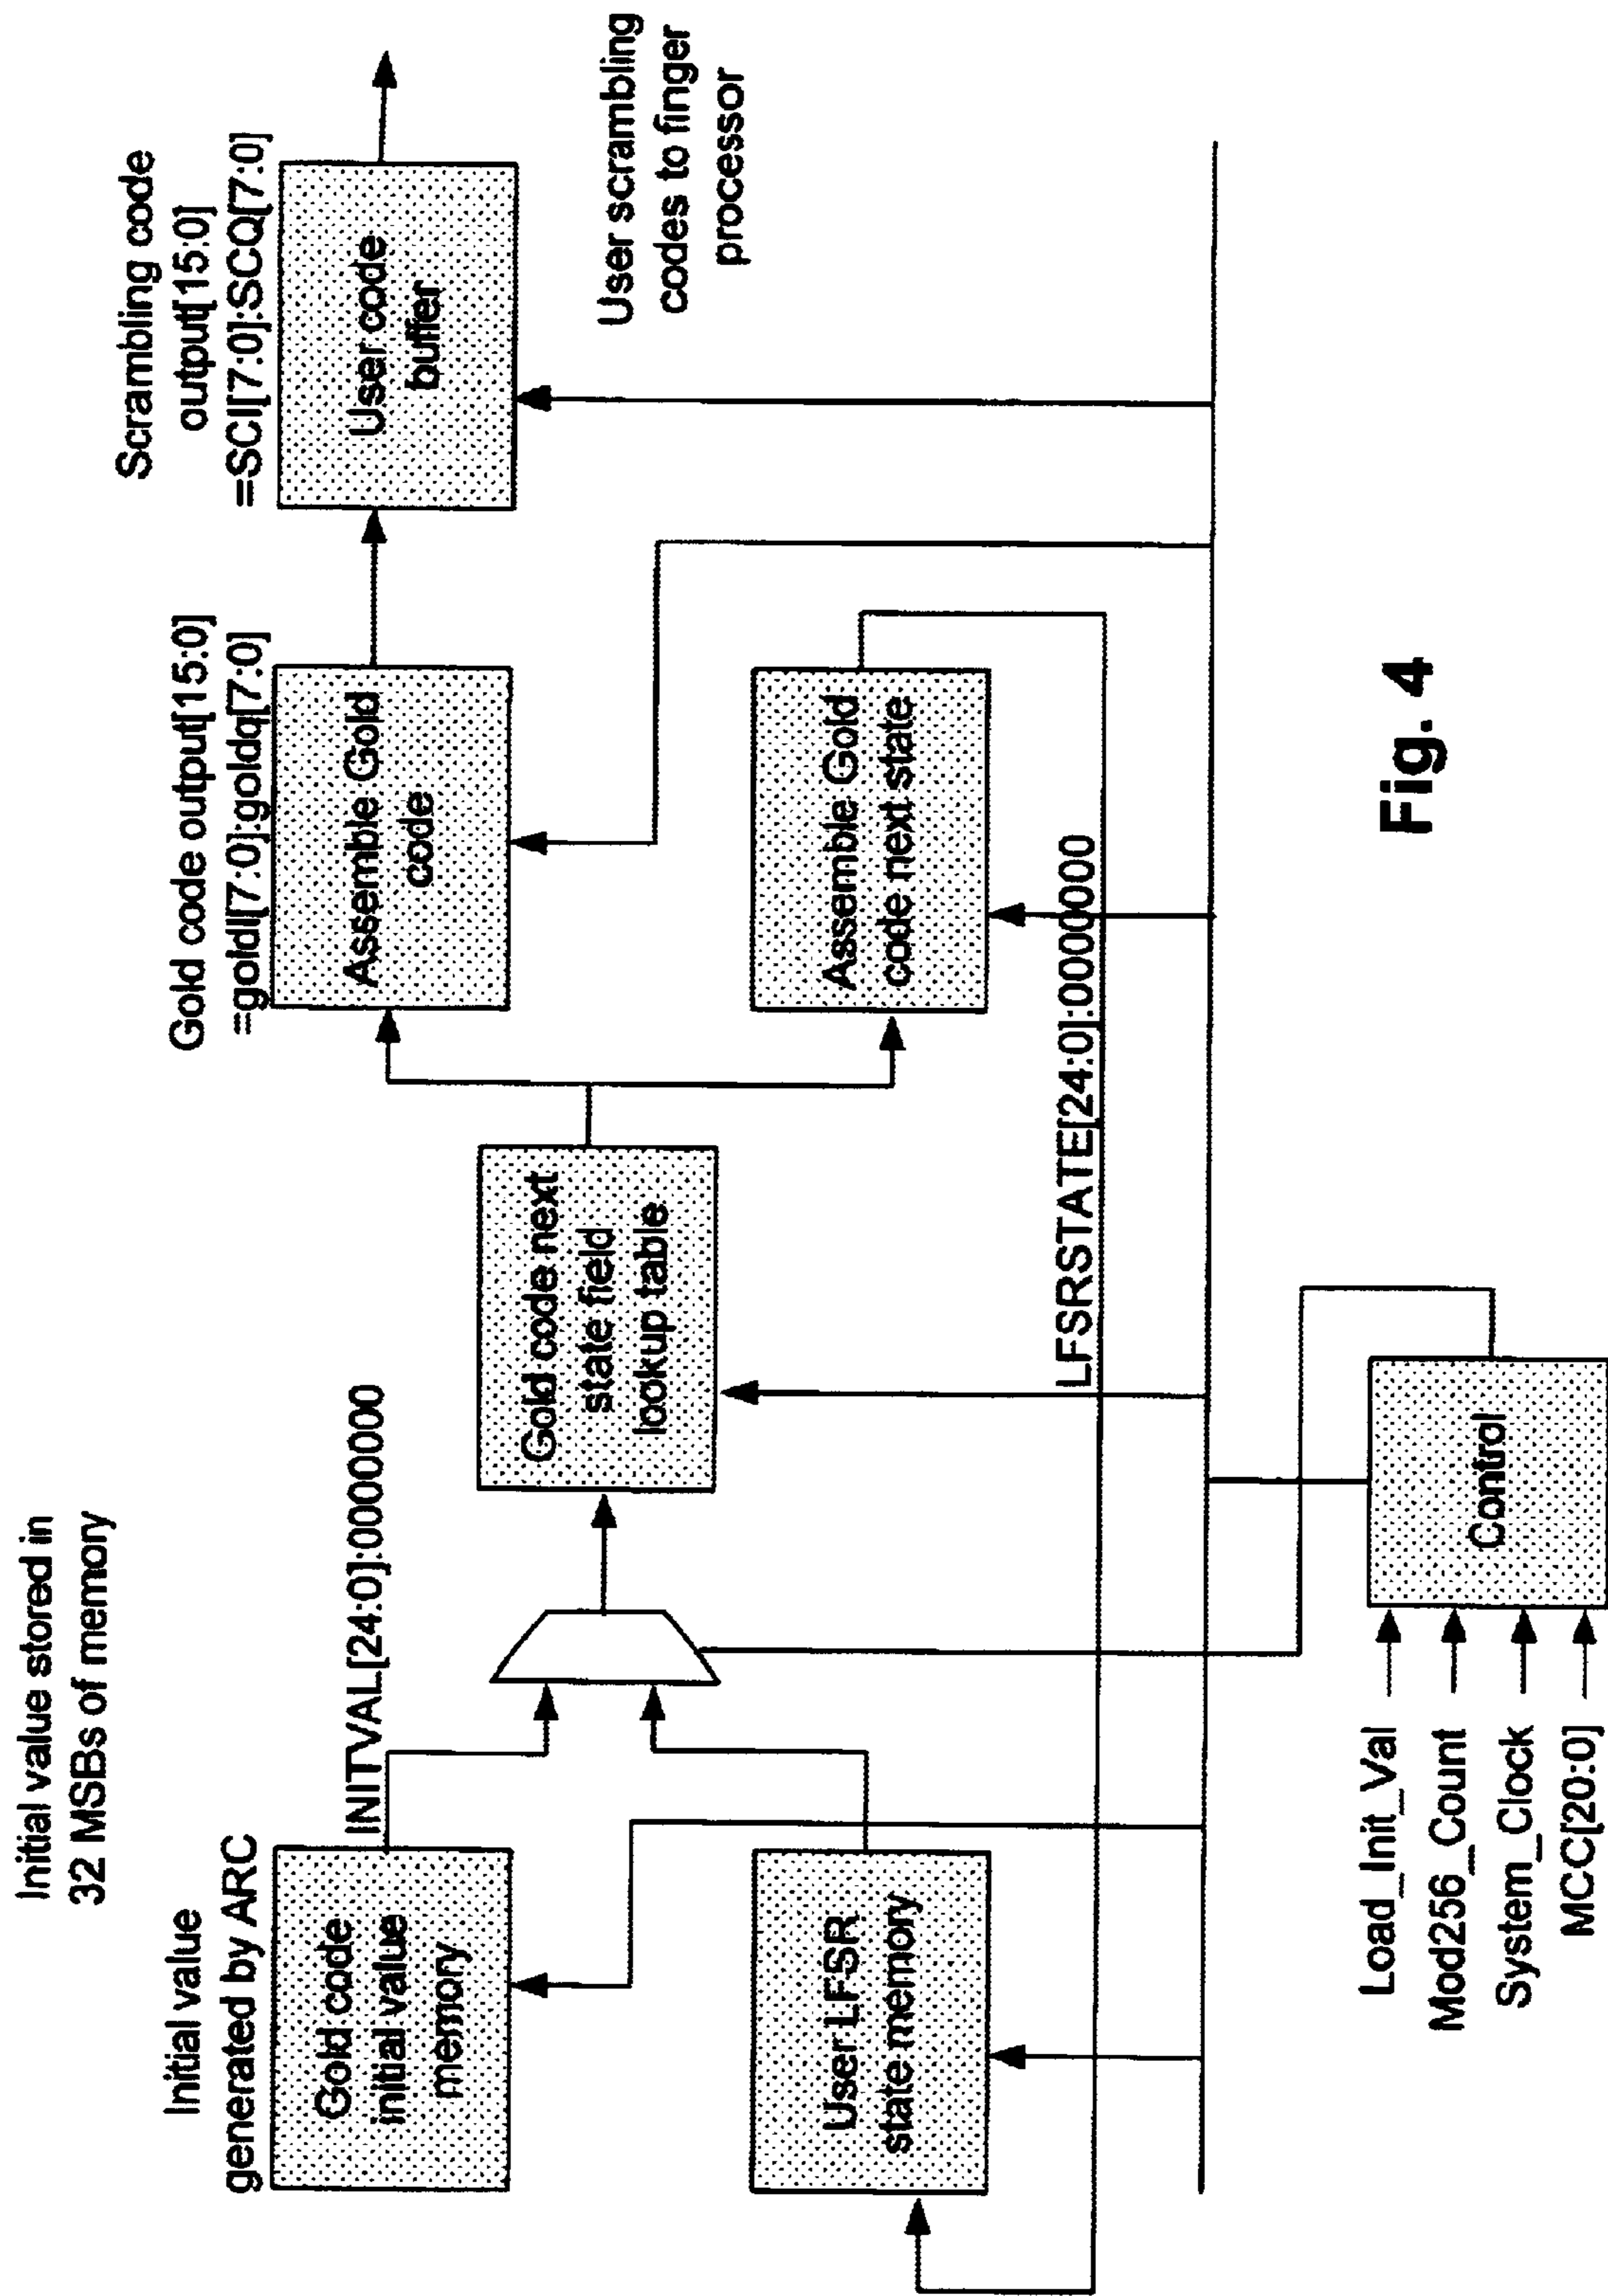 Initial value stored in
32 MSBs of memory
Initial value
generated by ARC
Gold code
initial value
memory
INITVAL[24:0]:0000000
User LFSR
state memory
Gold code next
state field
lookup table
Gold code output[15:0]
=goldI[7:0]:goldq[7:0]
Assemble Gold
code
Assemble Gold
code next state
LFSRSTATE[24:0]:0000000
Scrambling code
output[15:0]
=SCI[7:0]:SCQ[7:0]
User code
buffer
User scrambling
codes to finger
processor
Load_Init_Val
Mod256_Count
System_Clock
MCC[20:0]
Control
Fig. 4